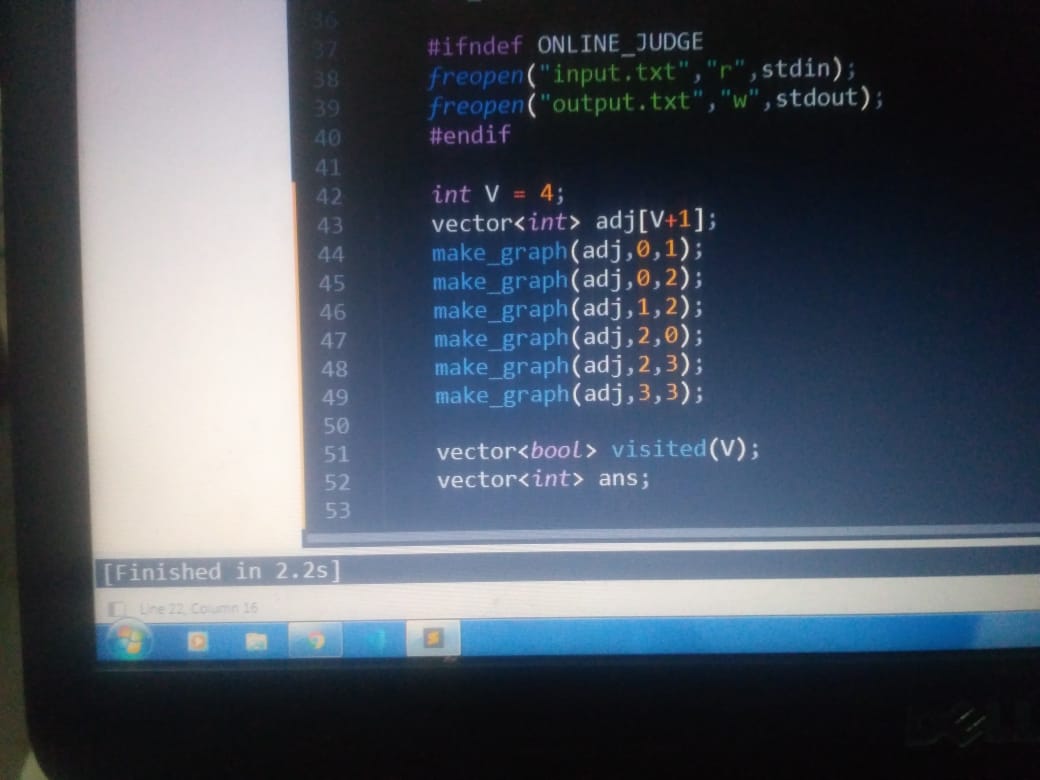 36
37 #ifndef ONLINE_JUDGE
38 freopen("input.txt","r",stdin);
39 freopen("output.txt","w",stdout);
40 #endif
41
42 int V = 4;
43 vector<int> adj[V+1];
44 make_graph(adj,0,1);
45 make_graph(adj,0,2);
46 make_graph(adj,1,2);
47 make_graph(adj,2,0);
48 make_graph(adj,2,3);
49 make_graph(adj,3,3);
50
51 vector<bool> visited(V);
52 vector<int> ans;
53
[Finished in 2.2s]
Line 22, Column 16
DELL